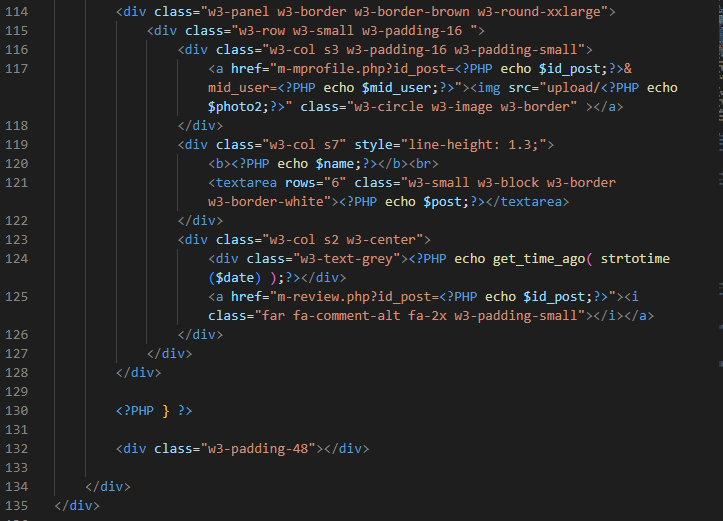 114 <div class="w3-panel w3-border w3-border-brown w3-round-xxlarge">
115 <div class="w3-row w3-small w3-padding-16 ">
116 <div class="w3-col s3 w3-padding-16 w3-padding-small">
117 <a href="m-mprofile.php?id_post=<?PHP echo $id_post;?>&
mid_user=<?PHP echo $mid_user;?>"><img src="upload/<?PHP echo
$photo2;?>" class="w3-circle w3-image w3-border" ></a>
118 </div>
119 <div class="w3-col s7" style="line-height: 1.3;">
120 <b><?PHP echo $name;?></b><br>
121 <textarea rows="6" class="w3-small w3-block w3-border
w3-border-white"><?PHP echo $post;?></textarea>
122 </div>
123 <div class="w3-col s2 w3-center">
124 <div class="w3-text-grey"><?PHP echo get_time_ago( strtotime
($date) );?></div>
125 <a href="m-review.php?id_post=<?PHP echo $id_post;?>"><i
class="far fa-comment-alt fa-2x w3-padding-small"></i></a>
126 </div>
127 </div>
128 </div>
129
130 <?PHP } ?>
131
132 <div class="w3-padding-48"></div>
133
134 </div>
135 </div>